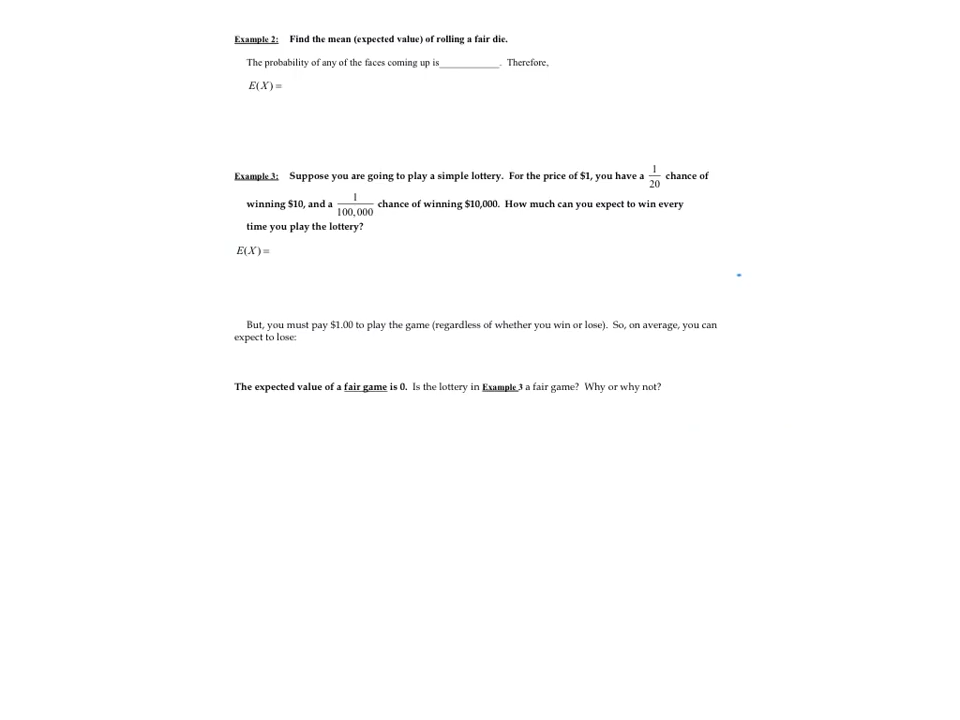 Example 2: Find the mean (expected value) of rolling a fair die.
The probability of any of the faces coming up is____________. Therefore,
E(X) =
Example 3: Suppose you are going to play a simple lottery. For the price of $1, you have a 1/20 chance of
winning $10, and a 1/100,000 chance of winning $10,000. How much can you expect to win every
time you play the lottery?
E(X) =
But, you must pay $1.00 to play the game (regardless of whether you win or lose). So, on average, you can
expect to lose:
The expected value of a fair game is 0. Is the lottery in Example 3 a fair game? Why or why not?